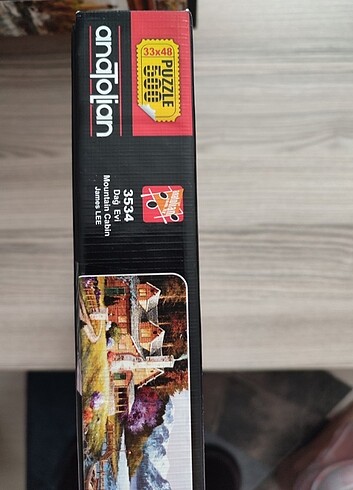 anatolian
33x48
PUZZLE
500
3534
Dağ Evi
Mountain Cabin
James LEE